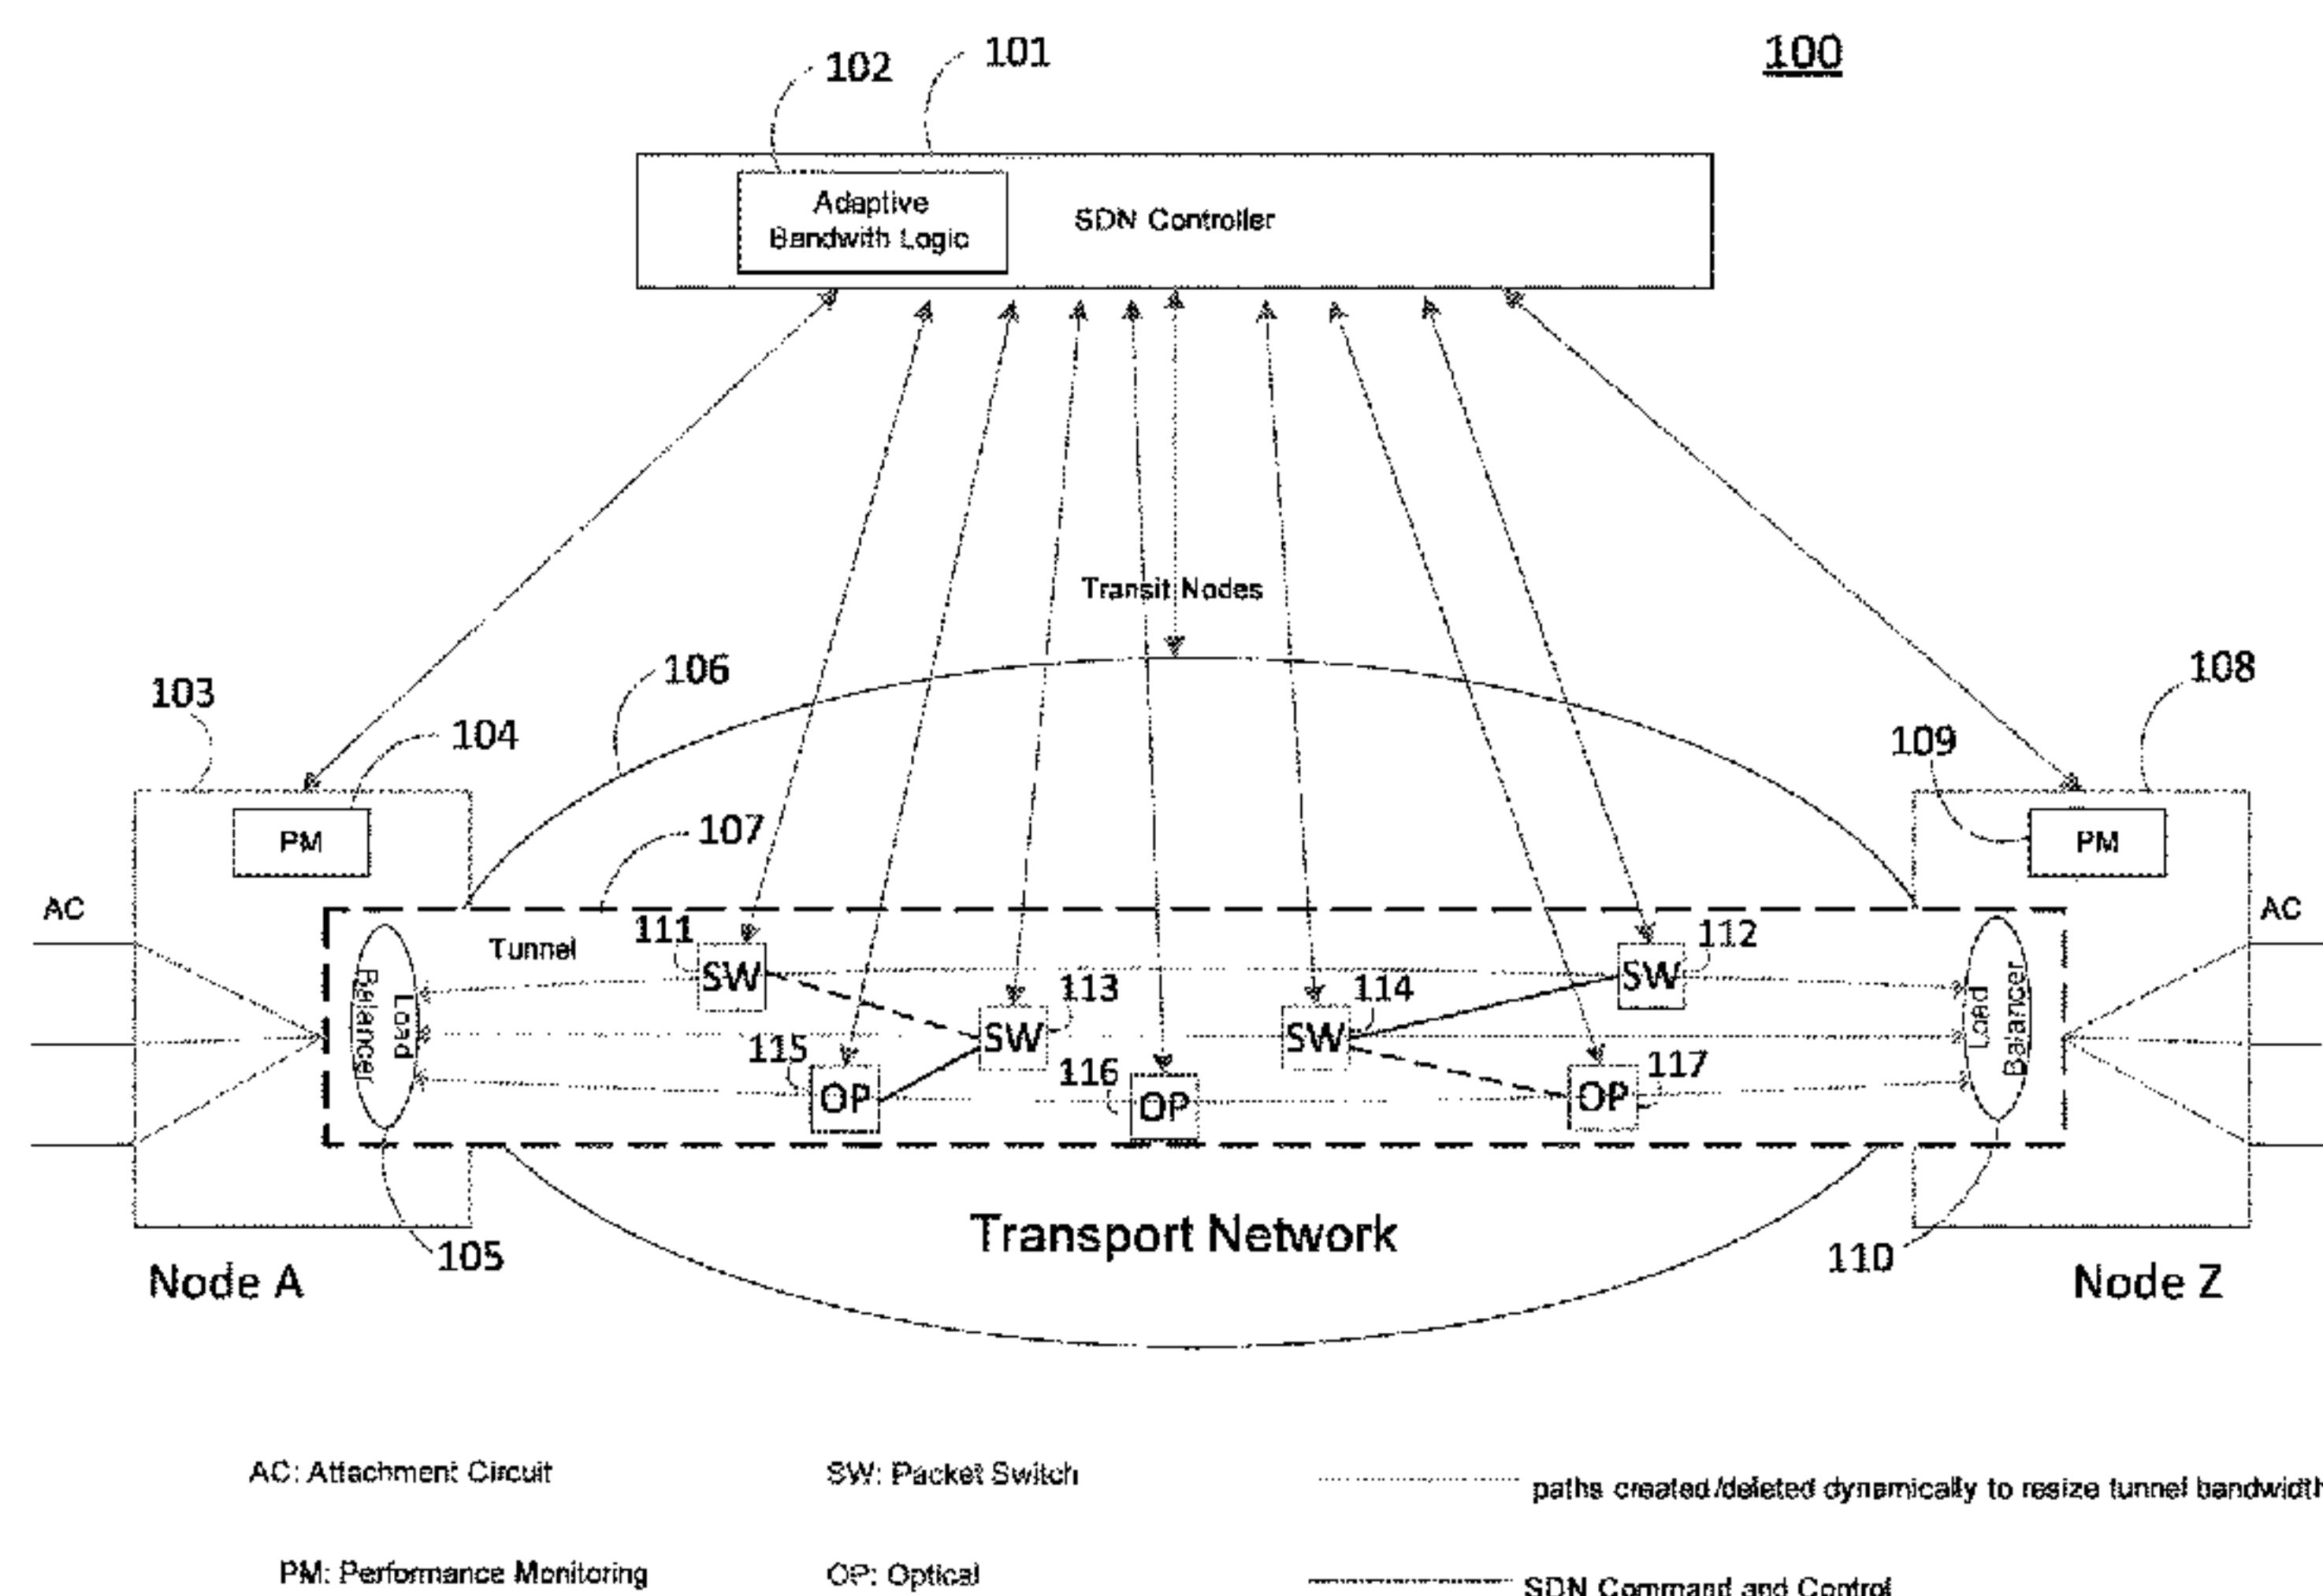 100
102
101
Adaptive
Bandwith Logic
SDN Controller
Transit Nodes
103
104
106
108
109
107
PM
PM
AC
AC
Tunnel
111
SW
112
SW
Load
Balancer
Load
Balancer
113
SW
114
SW
115
OP
116
OP
117
OP
105
110
Transport Network
Node A
Node Z
AC: Attachment Circuit
SW: Packet Switch
paths created/deleted dynamically to resize tunnel bandwidth
PM: Performance Monitoring
OP: Optical
SDN Command and Control